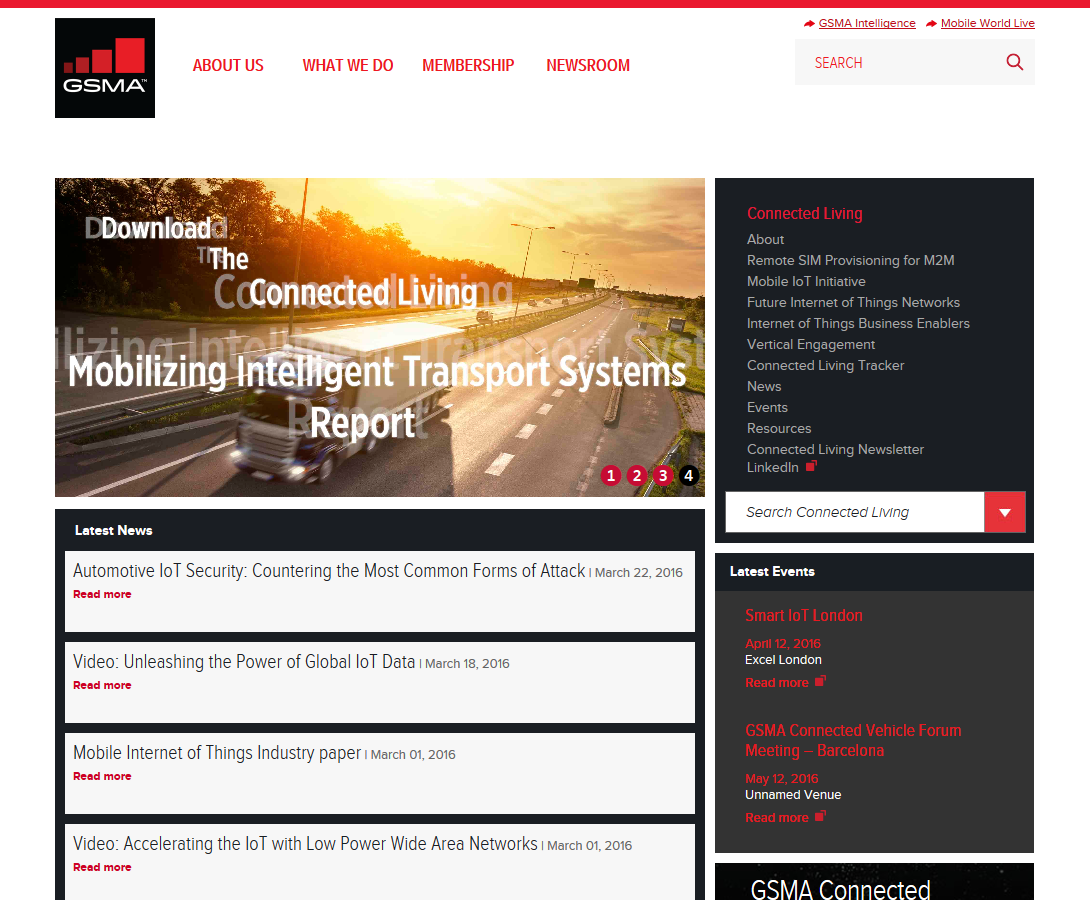 GSMA Intelligence Mobile World Live
GSMA™
ABOUT US WHAT WE DO MEMBERSHIP NEWSROOM
SEARCH
Download
The
Connected Living
Mobilizing Intelligent Transport Systems
Report
1 2 3 4
Connected Living
About
Remote SIM Provisioning for M2M
Mobile IoT Initiative
Future Internet of Things Networks
Internet of Things Business Enablers
Vertical Engagement
Connected Living Tracker
News
Events
Resources
Connected Living Newsletter
LinkedIn
Search Connected Living
Latest News
Automotive IoT Security: Countering the Most Common Forms of Attack | March 22, 2016
Read more
Video: Unleashing the Power of Global IoT Data | March 18, 2016
Read more
Mobile Internet of Things Industry paper | March 01, 2016
Read more
Video: Accelerating the IoT with Low Power Wide Area Networks | March 01, 2016
Read more
Latest Events
Smart IoT London
April 12, 2016
Excel London
Read more
GSMA Connected Vehicle Forum
Meeting – Barcelona
May 12, 2016
Unnamed Venue
Read more
GSMA Connected